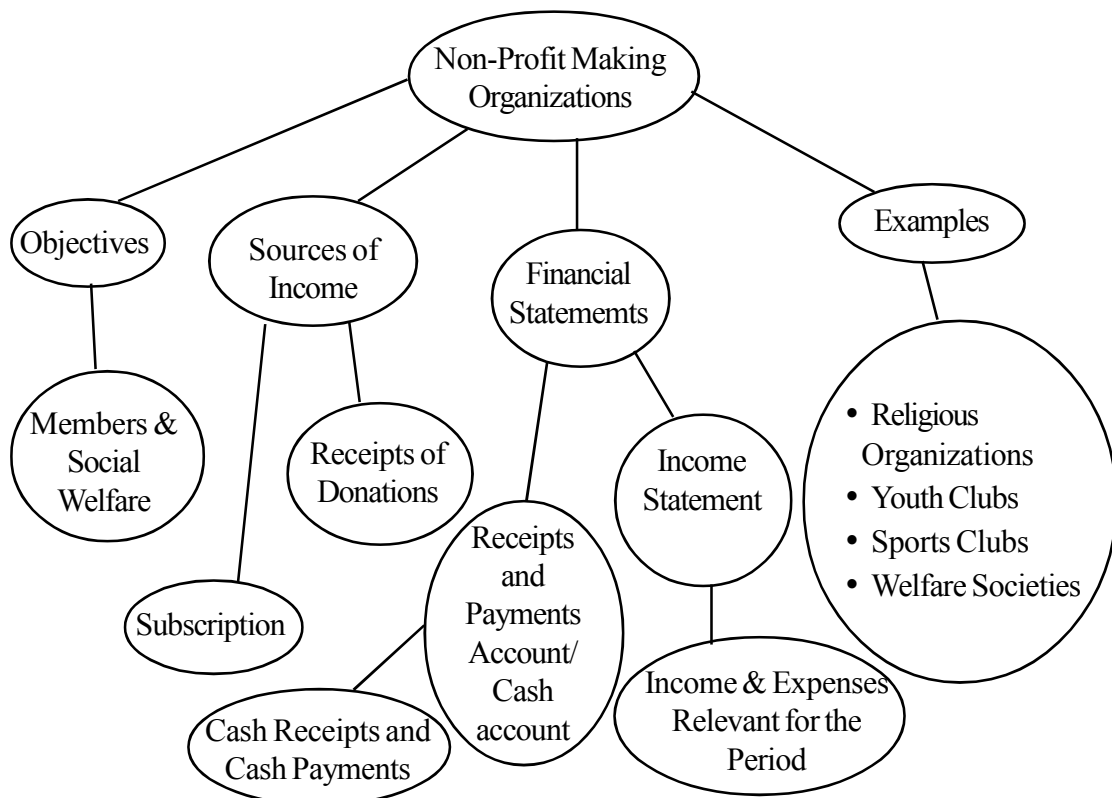 Non-Profit Making
Organizations
Objectives
Sources of
Income
Financial
Statememts
Examples
Members &
Social
Welfare
Receipts of
Donations
Income
Statement
• Religious
Organizations
• Youth Clubs
• Sports Clubs
• Welfare Societies
Subscription
Receipts
and
Payments
Account/
Cash
account
Cash Receipts and
Cash Payments
Income & Expenses
Relevant for the
Period